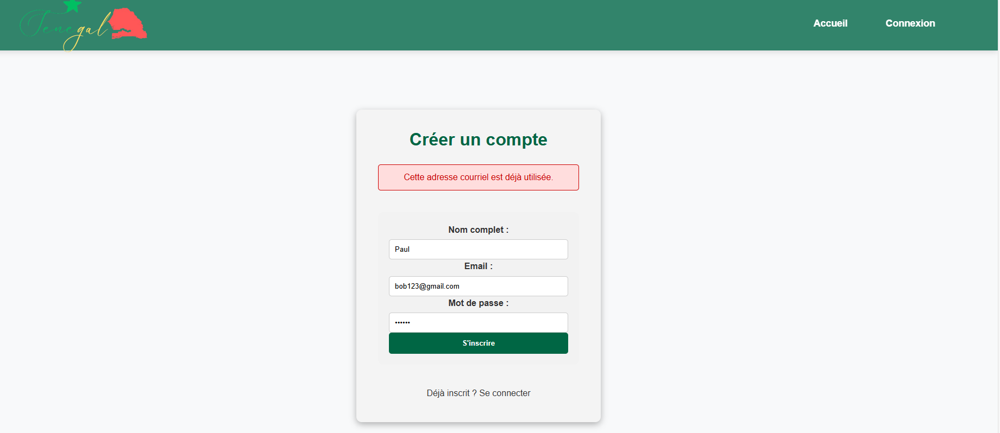 Senegal
Accueil
Connexion
Créer un compte
Cette adresse courriel est déjà utilisée.
Nom complet :
Paul
Email :
bob123@gmail.com
Mot de passe :
••••••
S'inscrire
Déjà inscrit ? Se connecter